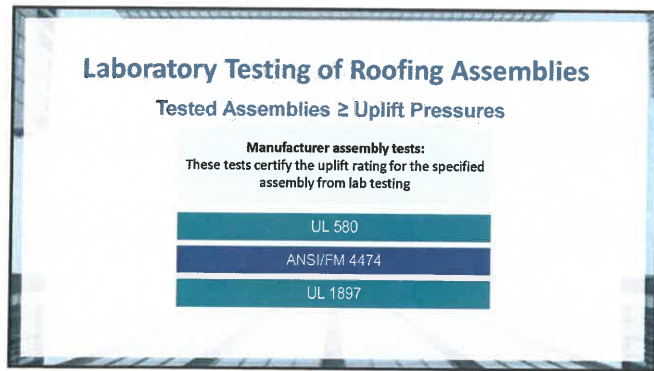 Laboratory Testing of Roofing Assemblies
Tested Assemblies ≥ Uplift Pressures
Manufacturer assembly tests:
These tests certify the uplift rating for the specified
assembly from lab testing
UL 580
ANSI/FM 4474
UL 1897